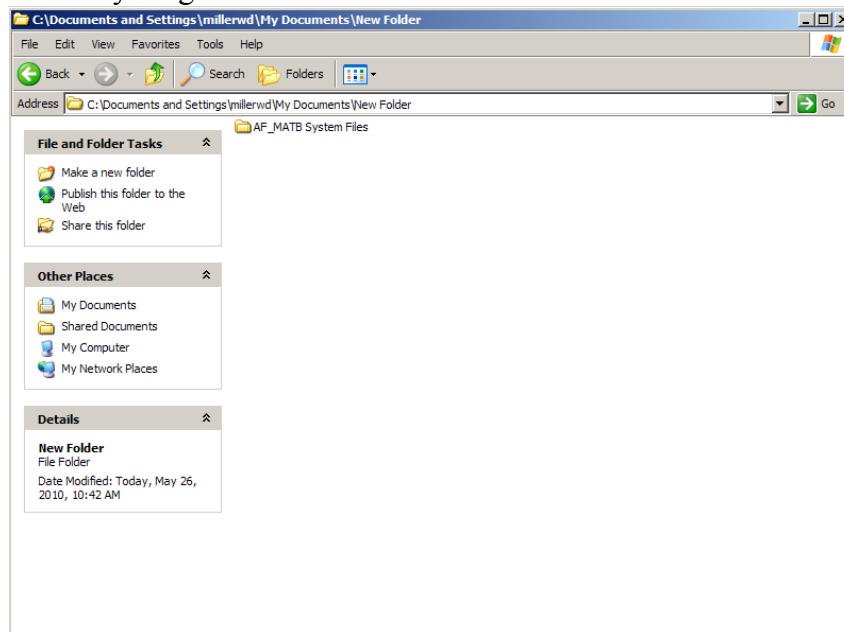 C:\Documents and Settings\millerwd\My Documents\New Folder
File Edit View Favorites Tools Help
Back Search Folders
Address C:\Documents and Settings\millerwd\My Documents\New Folder Go
File and Folder Tasks
Make a new folder
Publish this folder to the
Web
Share this folder
Other Places
My Documents
Shared Documents
My Computer
My Network Places
Details
New Folder
File Folder
Date Modified: Today, May 26,
2010, 10:42 AM
AF_MATB System Files